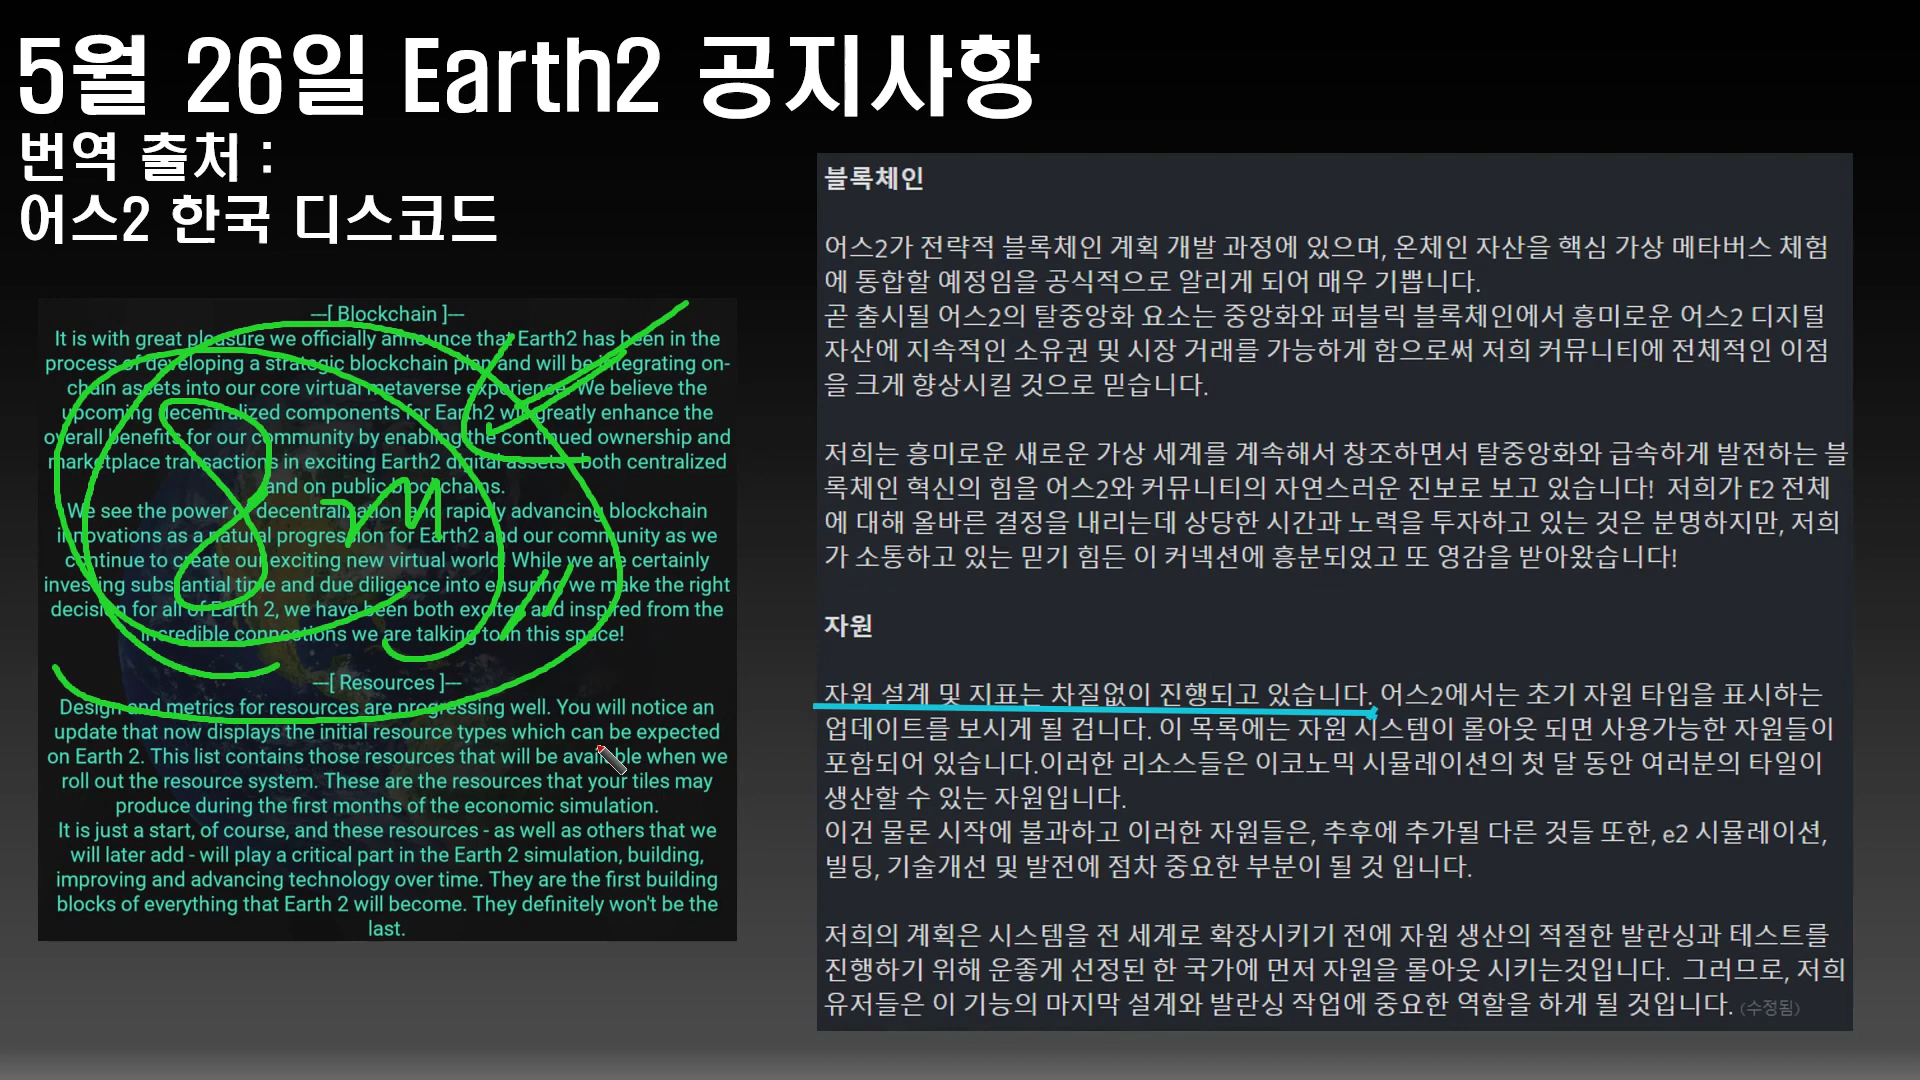 5월 26일 Earth2 공지사항
번역 출처 :
어스2 한국 디스코드
---[ Blockchain ]---
It is with great pleasure we officially announce that Earth2 has been in the
process of developing a strategic blockchain plan and will be integrating on-
chain assets into our core virtual metaverse experience. We believe the
upcoming decentralized components for Earth2 will greatly enhance the
overall benefits for our community by enabling the continued ownership and
marketplace transactions in exciting Earth2 digital assets - both centralized
and on public blockchains.
We see the power of decentralization and rapidly advancing blockchain
innovations as a natural progression for Earth2 and our community as we
continue to create our exciting new virtual world! While we are certainly
investing substantial time and due diligence into ensuring we make the right
decision for all of Earth 2, we have been both excited and inspired from the
incredible connections we are talking to in this space!
---[ Resources ]---
Design and metrics for resources are progressing well. You will notice an
update that now displays the initial resource types which can be expected
on Earth 2. This list contains those resources that will be available when we
roll out the resource system. These are the resources that your tiles may
produce during the first months of the economic simulation.
It is just a start, of course, and these resources - as well as others that we
will later add - will play a critical part in the Earth 2 simulation, building,
improving and advancing technology over time. They are the first building
blocks of everything that Earth 2 will become. They definitely won't be the
last.
블록체인
어스2가 전략적 블록체인 계획 개발 과정에 있으며, 온체인 자산을 핵심 가상 메타버스 체험
에 통합할 예정임을 공식적으로 알리게 되어 매우 기쁩니다.
곧 출시될 어스2의 탈중앙화 요소는 중앙화와 퍼블릭 블록체인에서 흥미로운 어스2 디지털
자산에 지속적인 소유권 및 시장 거래를 가능하게 함으로써 저희 커뮤니티에 전체적인 이점
을 크게 향상시킬 것으로 믿습니다.
저희는 흥미로운 새로운 가상 세계를 계속해서 창조하면서 탈중앙화와 급속하게 발전하는 블
록체인 혁신의 힘을 어스2와 커뮤니티의 자연스러운 진보로 보고 있습니다! 저희가 E2 전체
에 대해 올바른 결정을 내리는데 상당한 시간과 노력을 투자하고 있는 것은 분명하지만, 저희
가 소통하고 있는 믿기 힘든 이 커넥션에 흥분되었고 또 영감을 받아왔습니다!
자원
자원 설계 및 지표는 차질없이 진행되고 있습니다. 어스2에서는 초기 자원 타입을 표시하는
업데이트를 보시게 될 겁니다. 이 목록에는 자원 시스템이 롤아웃 되면 사용가능한 자원들이
포함되어 있습니다.이러한 리소스들은 이코노믹 시뮬레이션의 첫 달 동안 여러분의 타일이
생산할 수 있는 자원입니다.
이건 물론 시작에 불과하고 이러한 자원들은, 추후에 추가될 다른 것들 또한, e2 시뮬레이션,
빌딩, 기술개선 및 발전에 점차 중요한 부분이 될 것 입니다.
저희의 계획은 시스템을 전 세계로 확장시키기 전에 자원 생산의 적절한 발란싱과 테스트를
진행하기 위해 운좋게 선정된 한 국가에 먼저 자원을 롤아웃 시키는것입니다. 그러므로, 저희
유저들은 이 기능의 마지막 설계와 발란싱 작업에 중요한 역할을 하게 될 것입니다. (수정됨)